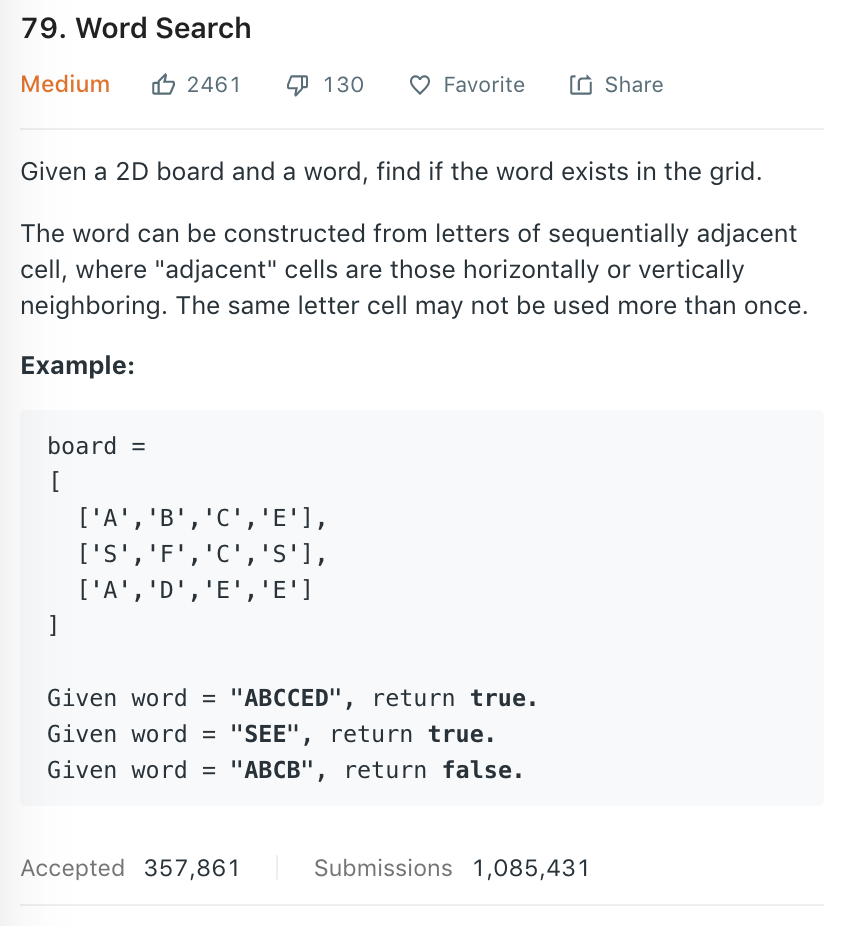 79. Word Search
Medium 2461 130 Favorite Share
Given a 2D board and a word, find if the word exists in the grid.
The word can be constructed from letters of sequentially adjacent
cell, where "adjacent" cells are those horizontally or vertically
neighboring. The same letter cell may not be used more than once.
Example:
board =
[
  ['A','B','C','E'],
  ['S','F','C','S'],
  ['A','D','E','E']
]
Given word = "ABCCED", return true.
Given word = "SEE", return true.
Given word = "ABCB", return false.
Accepted 357,861 Submissions 1,085,431